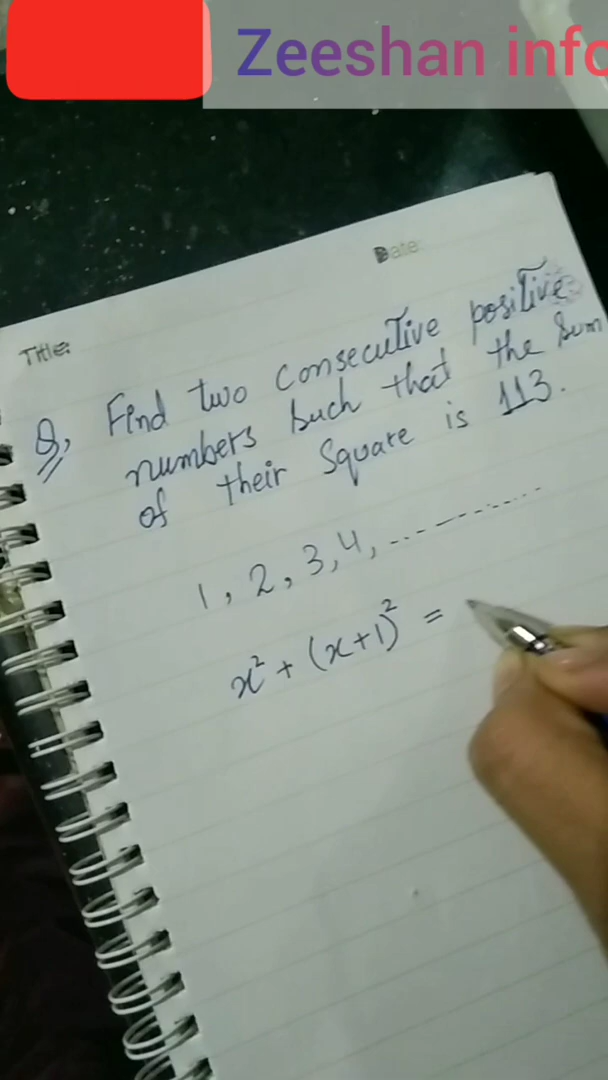 Zeeshan info
Date:
Title:
Q, Find two consecutive positive
numbers such that the Sum
of their Square is 113.
1, 2, 3, 4, ..............
x² + (x+1)² =